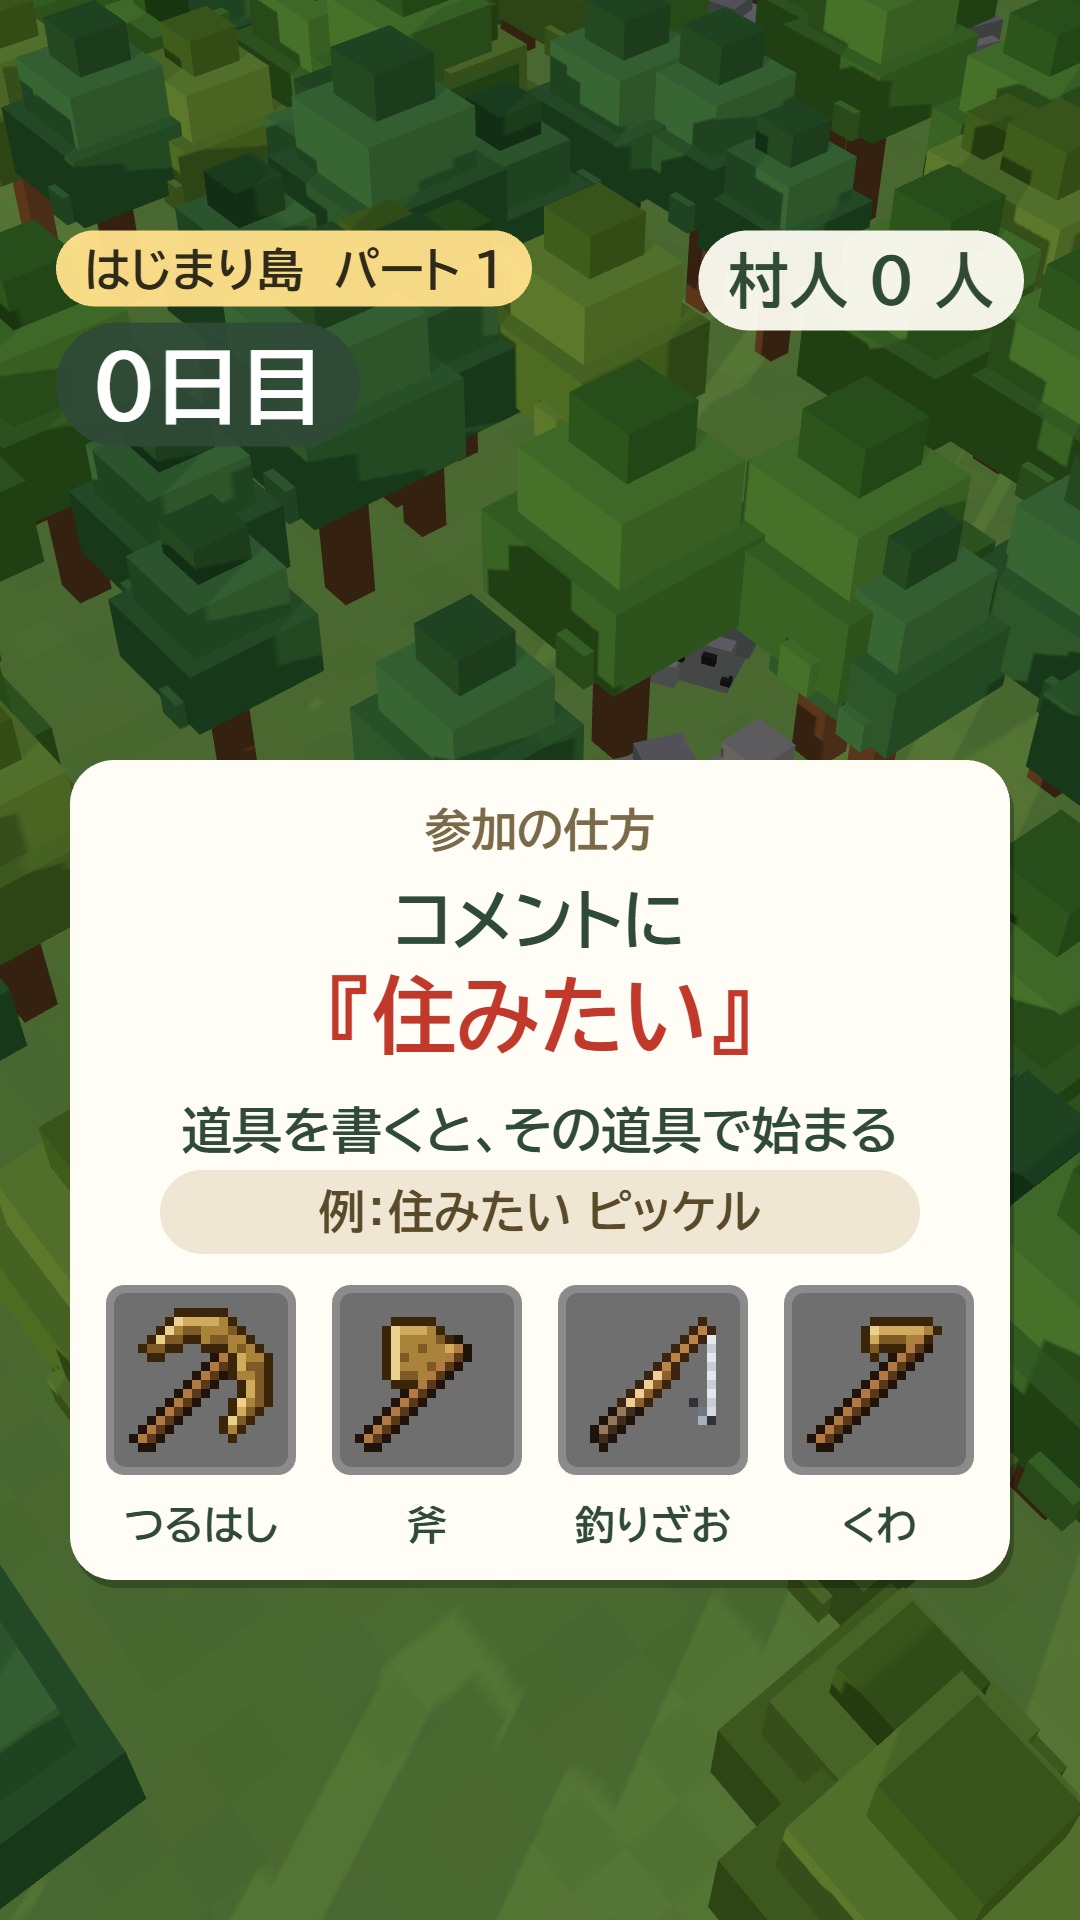 はじまり島 パート 1
村人 0 人
0日目
参加の仕方
コメントに
『住みたい』
道具を書くと、その道具で始まる
例：住みたい ピッケル
つるはし
斧
釣りざお
くわ